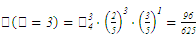 □(□ = 3) = □³₄ · (2/5)³ · (3/5)¹ = 96/625